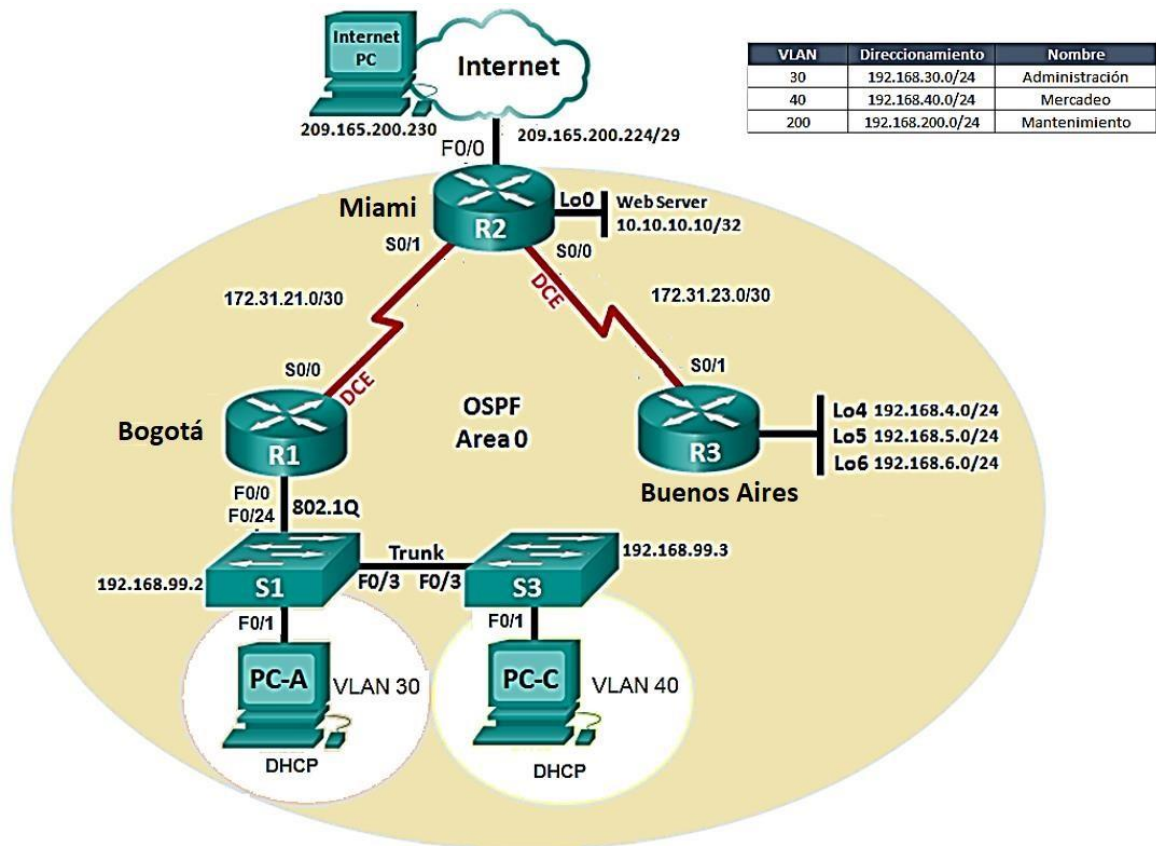 Internet
PC
Internet
209.165.200.230
209.165.200.224/29
F0/0
VLAN Direccionamiento Nombre
30 192.168.30.0/24 Administración
40 192.168.40.0/24 Mercadeo
200 192.168.200.0/24 Mantenimiento
Miami
R2
Lo0
Web Server
10.10.10.10/32
S0/1
S0/0
DCE
172.31.21.0/30
172.31.23.0/30
S0/0
DCE
S0/1
Bogotá
R1
OSPF
Area 0
R3
Buenos Aires
Lo4 192.168.4.0/24
Lo5 192.168.5.0/24
Lo6 192.168.6.0/24
F0/0
F0/24
802.1Q
192.168.99.2
S1
Trunk
F0/3 F0/3
S3
192.168.99.3
F0/1
F0/1
PC-A
VLAN 30
PC-C
VLAN 40
DHCP
DHCP